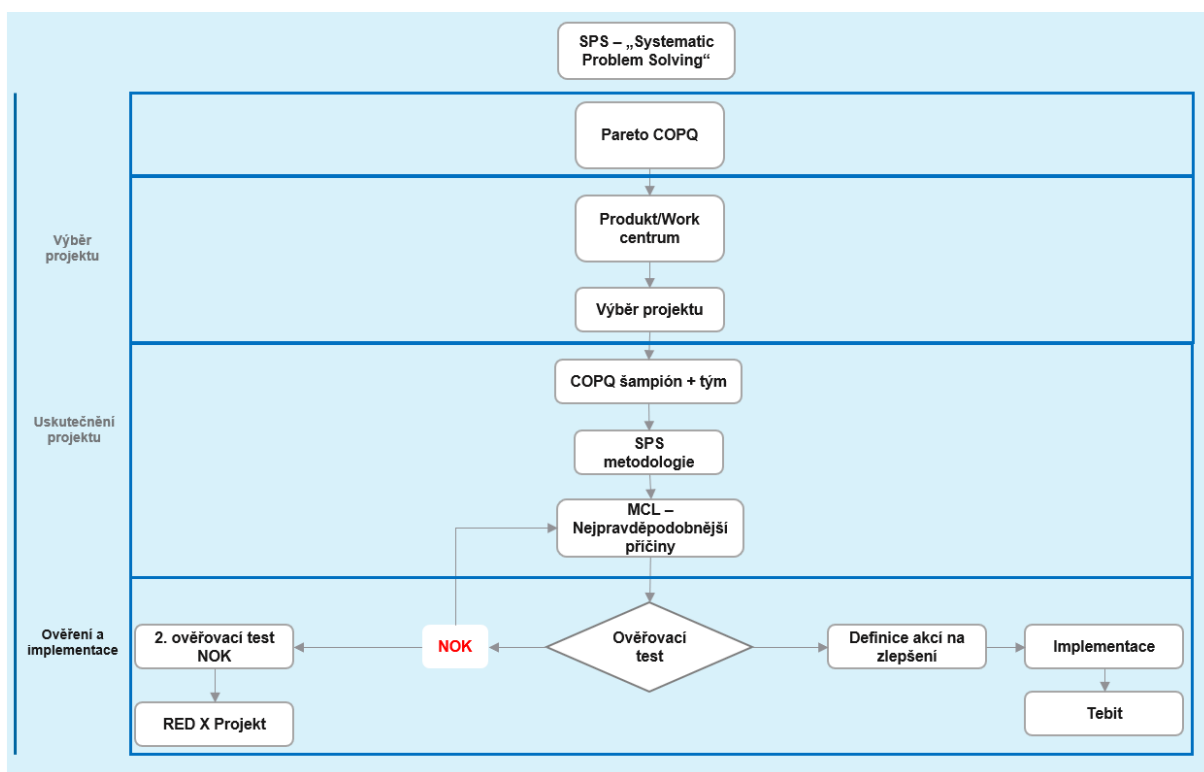 SPS – „Systematic
Problem Solving“
Pareto COPQ
Výběr
projektu
Produkt/Work
centrum
Výběr projektu
Uskutečnění
projektu
COPQ šampión + tým
SPS
metodologie
MCL –
Nejpravděpodobnější
příčiny
Ověření a
implementace
2. ověřovací test
NOK
NOK
Ověřovací
test
Definice akcí na
zlepšení
Implementace
RED X Projekt
Tebit